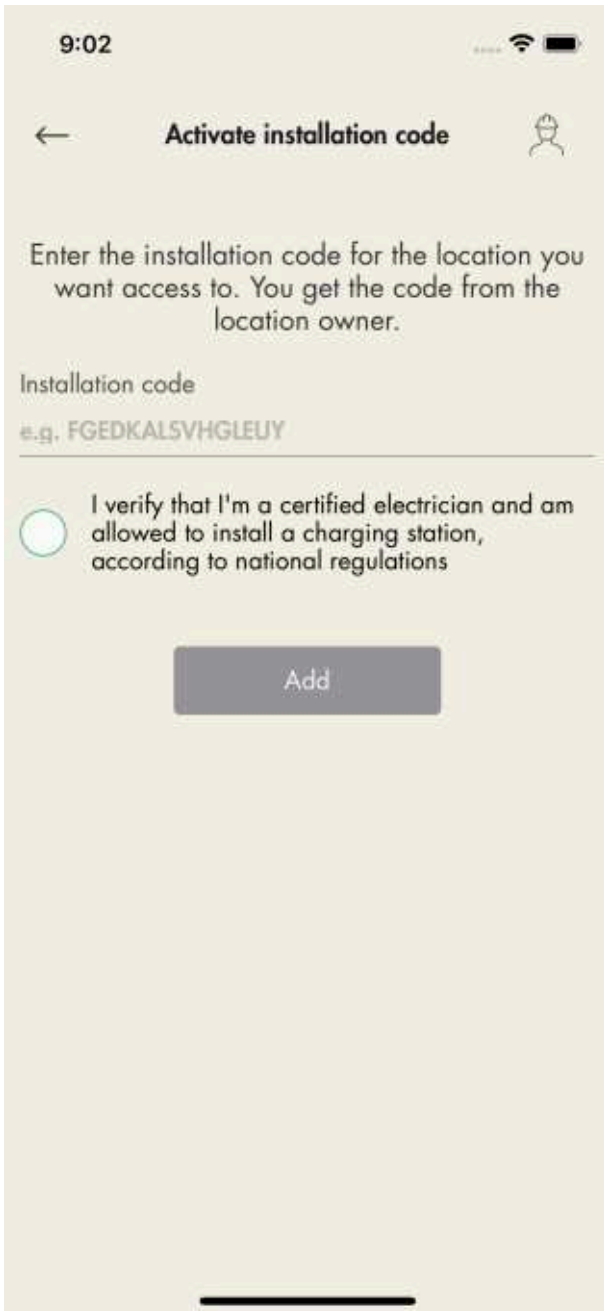 9:02
Activate installation code
Enter the installation code for the location you
want access to. You get the code from the
location owner.
Installation code
e.g. FGEDKALSVHGLEUY
I verify that I'm a certified electrician and am
allowed to install a charging station,
according to national regulations
Add